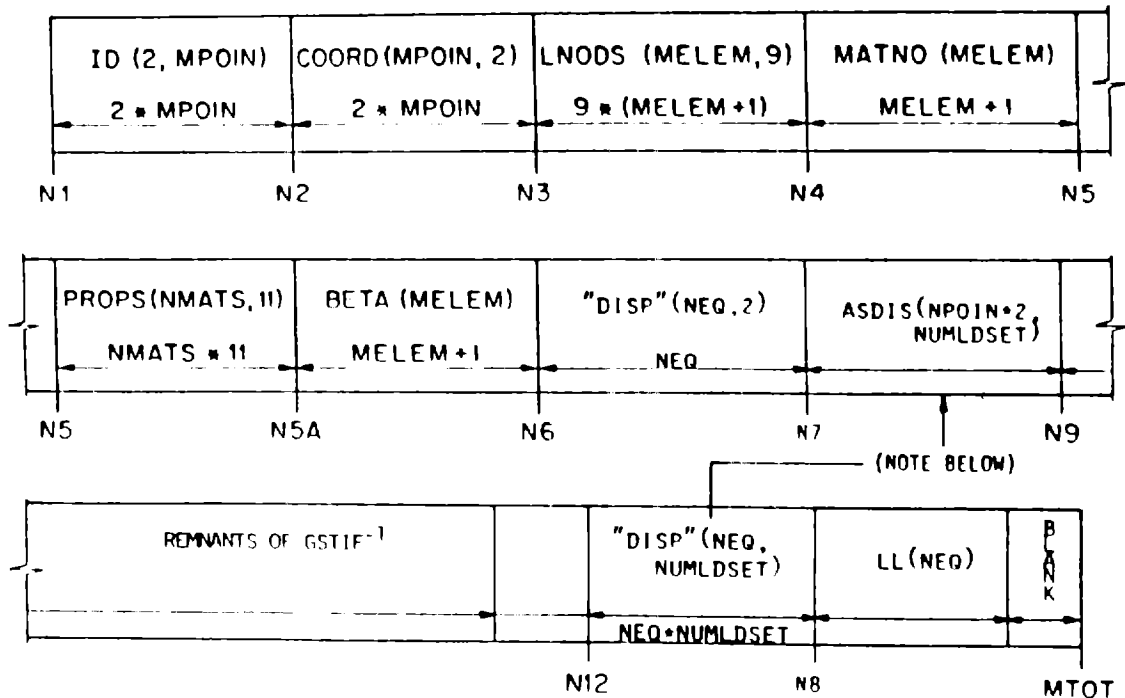 ID (2, MPOIN) COORD(MPOIN, 2) LNODS (MELEM, 9) MATNO (MELEM)
2 * MPOIN 2 * MPOIN 9 * (MELEM +1) MELEM + 1
N1 N2 N3 N4 N5
PROPS(NMATS, 11) BETA (MELEM) "DISP"(NEQ, 2) ASDIS(NPOIN*2,
NUMLDSET)
NMATS * 11 MELEM + 1 NEQ
N5 N5A N6 N7 N9
(NOTE BELOW)
REMNANTS OF GSTIF-1 "DISP"(NEQ, LL(NEQ) BLANK
NUMLDSET)
NEQ*NUMLDSET
N12 N8 MTOT